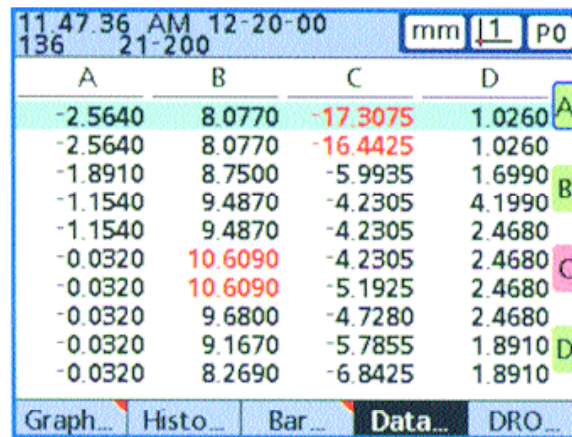 11.47.36 AM 12-20-00 mm 1 P0
136 21-200
A B C D
-2.5640 8.0770 -17.3075 1.0260 A
-2.5640 8.0770 -16.4425 1.0260
-1.8910 8.7500 -5.9935 1.6990
-1.1540 9.4870 -4.2305 4.1990 B
-1.1540 9.4870 -4.2305 2.4680
-0.0320 10.6090 -4.2305 2.4680 C
-0.0320 10.6090 -5.1925 2.4680
-0.0320 9.6800 -4.7280 2.4680
-0.0320 9.1670 -5.7855 1.8910 D
-0.0320 8.2690 -6.8425 1.8910
Graph... Histo... Bar... Data... DRO...